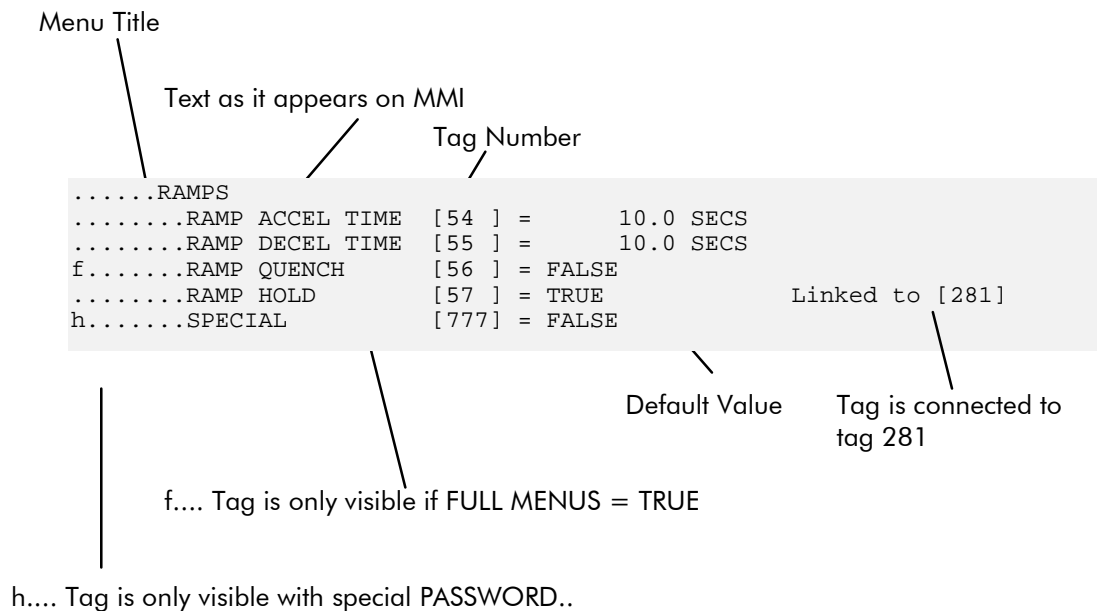 Menu Title
Text as it appears on MMI
Tag Number
......RAMPS
........RAMP ACCEL TIME [54 ] = 10.0 SECS
........RAMP DECEL TIME [55 ] = 10.0 SECS
f.......RAMP QUENCH [56 ] = FALSE
........RAMP HOLD [57 ] = TRUE Linked to [281]
h.......SPECIAL [777] = FALSE
Default Value
Tag is connected to
tag 281
f.... Tag is only visible if FULL MENUS = TRUE
h.... Tag is only visible with special PASSWORD..